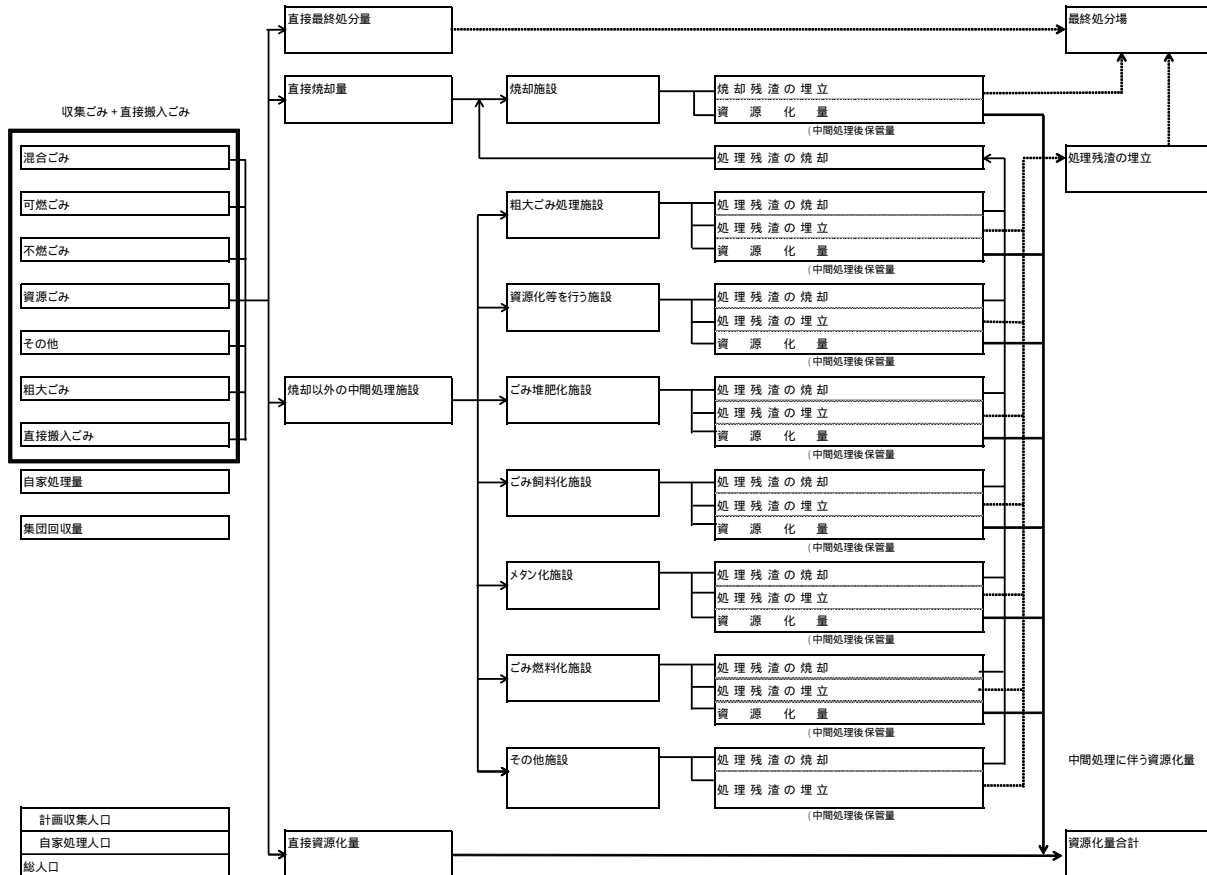 直接最終処分量
最終処分場
直接焼却量
焼却施設
焼却残渣の埋立
資源化量
(中間処理後保管量
収集ごみ+直接搬入ごみ
混合ごみ
処理残渣の焼却
処理残渣の埋立
可燃ごみ
粗大ごみ処理施設
処理残渣の焼却
処理残渣の埋立
資源化量
(中間処理後保管量
不燃ごみ
資源ごみ
資源化等を行う施設
処理残渣の焼却
処理残渣の埋立
資源化量
(中間処理後保管量
その他
粗大ごみ
焼却以外の中間処理施設
ごみ堆肥化施設
処理残渣の焼却
処理残渣の埋立
資源化量
(中間処理後保管量
直接搬入ごみ
自家処理量
ごみ飼料化施設
処理残渣の焼却
処理残渣の埋立
資源化量
(中間処理後保管量
集団回収量
メタン化施設
処理残渣の焼却
処理残渣の埋立
資源化量
(中間処理後保管量
ごみ燃料化施設
処理残渣の焼却
処理残渣の埋立
資源化量
(中間処理後保管量
その他施設
処理残渣の焼却
処理残渣の埋立
(中間処理後保管量
中間処理に伴う資源化量
計画収集人口
自家処理人口
総人口
直接資源化量
資源化量合計